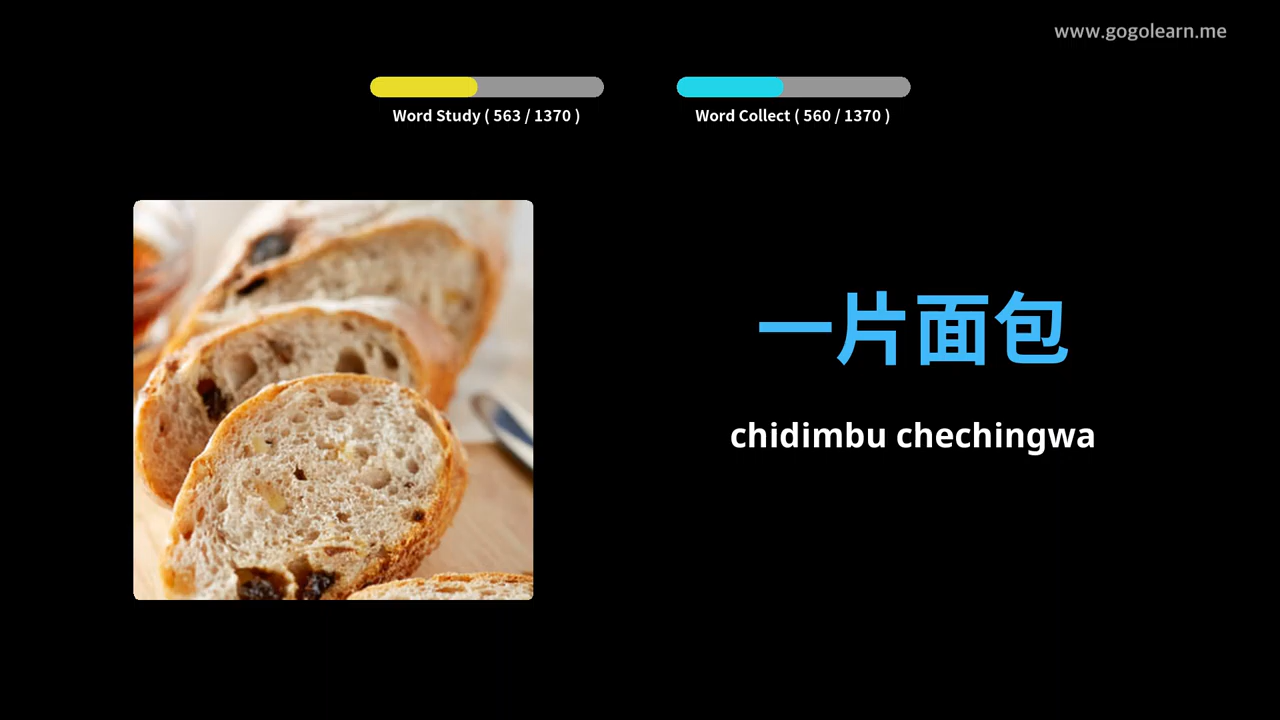 www.gogolearn.me
Word Study ( 563 / 1370 )
Word Collect ( 560 / 1370 )
一片面包
chidimbu chechingwa